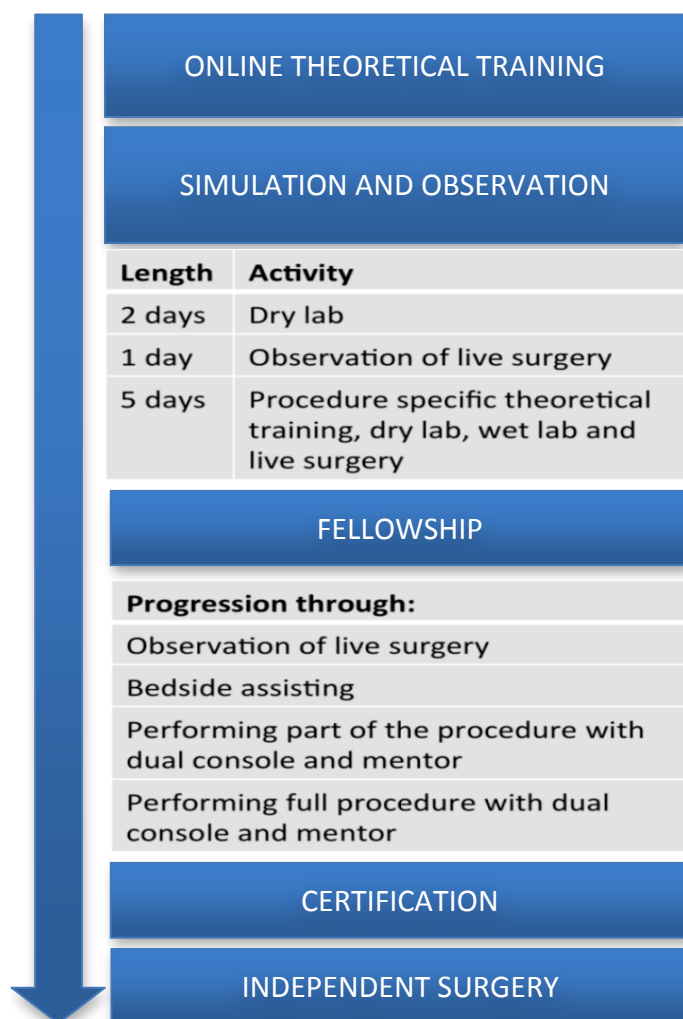 ONLINE THEORETICAL TRAINING
SIMULATION AND OBSERVATION
Length Activity
2 days Dry lab
1 day Observation of live surgery
5 days Procedure specific theoretical
training, dry lab, wet lab and
live surgery
FELLOWSHIP
Progression through:
Observation of live surgery
Bedside assisting
Performing part of the procedure with
dual console and mentor
Performing full procedure with dual
console and mentor
CERTIFICATION
INDEPENDENT SURGERY